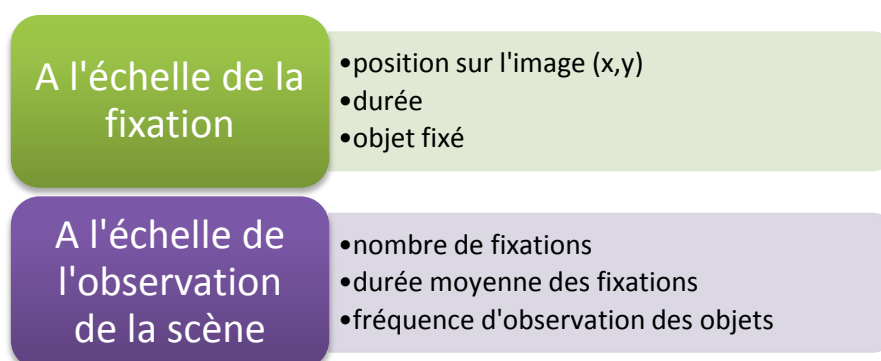 A l'échelle de la
fixation
•position sur l'image (x,y)
•durée
•objet fixé
A l'échelle de
l'observation
de la scène
•nombre de fixations
•durée moyenne des fixations
•fréquence d'observation des objets